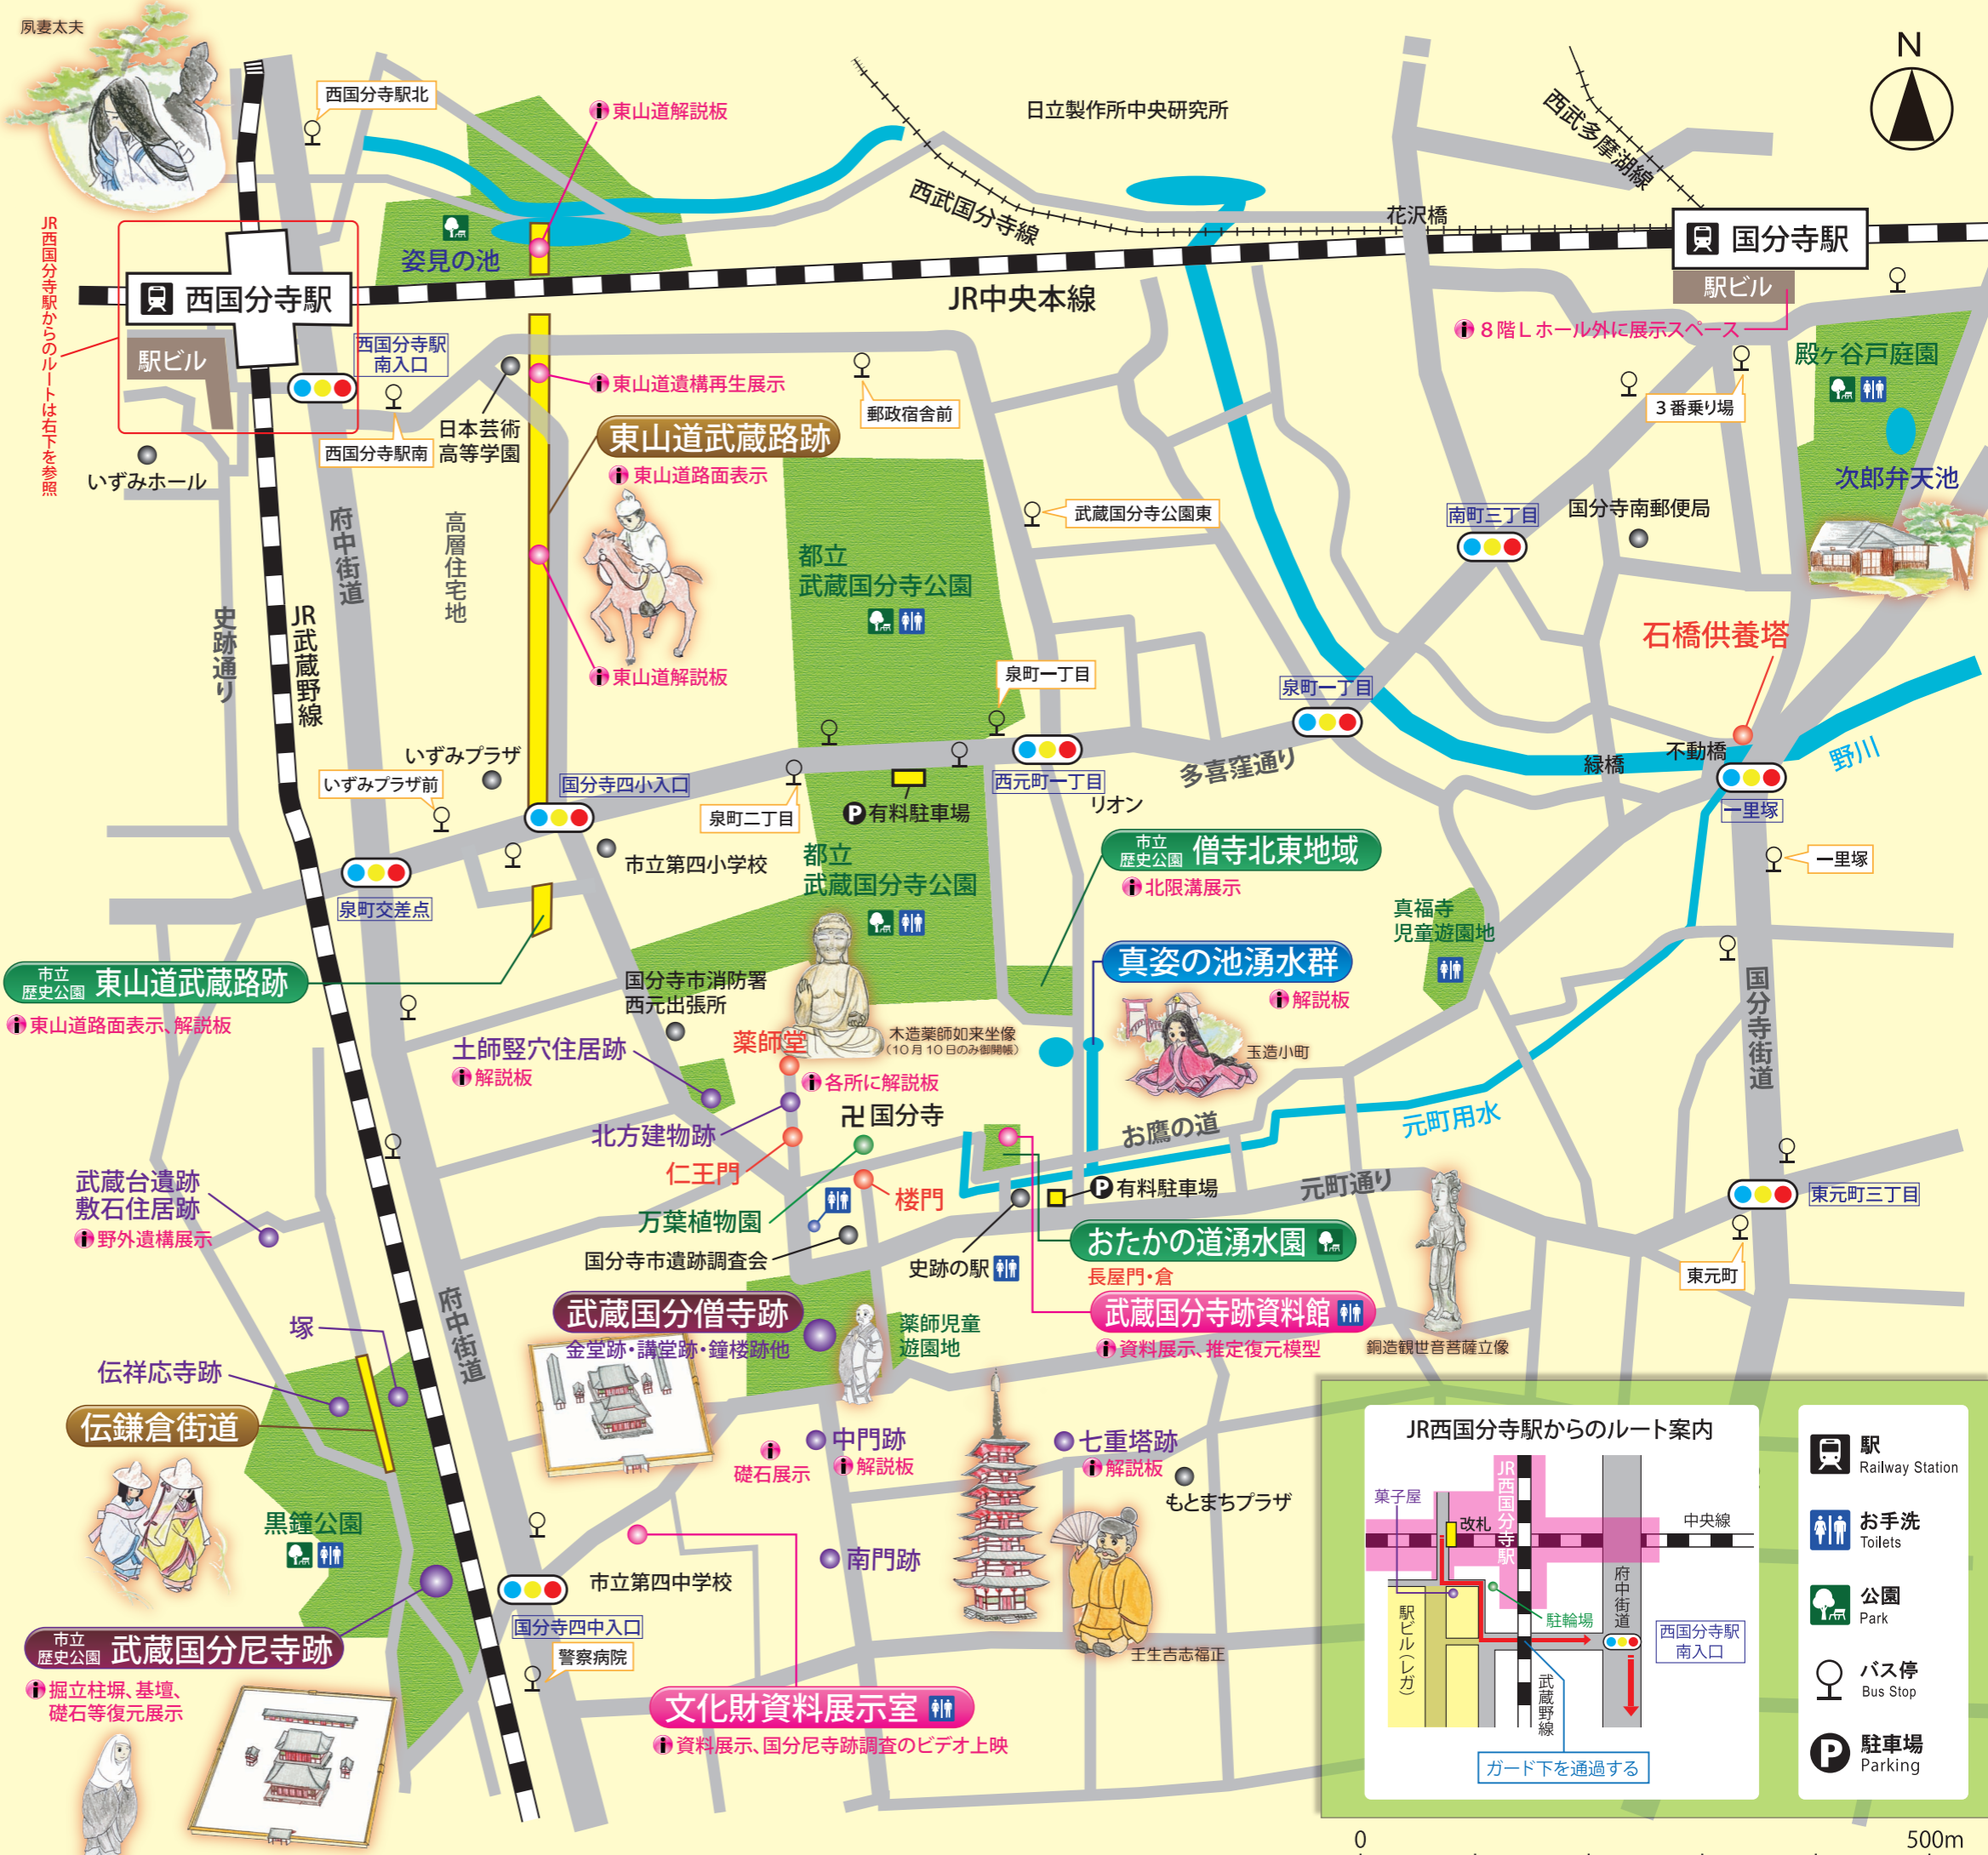 夙妻太夫
西国分寺駅北
東山道解説板
日立製作所中央研究所
西武多摩湖線
N
西武国分寺線
花沢橋
国分寺駅
駅ビル
8階Lホール外に展示スペース
姿見の池
JR西国分寺駅からのルートは右下を参照
西国分寺駅
駅ビル
JR中央本線
西国分寺駅
南入口
西国分寺駅南
日本芸術
高等学園
東山道遺構再生展示
郵政宿舎前
3番乗り場
殿ヶ谷戸庭園
次郎弁天池
いずみホール
東山道武蔵路跡
東山道路面表示
武蔵国分寺公園東
南町三丁目
国分寺南郵便局
府中街道
高層住宅地
都立
武蔵国分寺公園
史跡通り
JR武蔵野線
東山道解説板
石橋供養塔
泉町一丁目
泉町一丁目
いずみプラザ
いずみプラザ前
国分寺四小入口
泉町二丁目
P 有料駐車場
西元町一丁目
リオン
多喜窪通り
緑橋
不動橋
野川
一里塚
一里塚
市立第四小学校
都立
武蔵国分寺公園
市立
歴史公園
僧寺北東地域
北限溝展示
泉町交差点
真福寺
児童遊園地
市立
歴史公園
東山道武蔵路跡
東山道路面表示、解説板
国分寺市消防署
西元出張所
真姿の池湧水群
解説板
国分寺街道
木造薬師如来坐像
(10月10日のみ御開帳)
玉造小町
薬師堂
土師竪穴住居跡
解説板
各所に解説板
卍国分寺
北方建物跡
仁王門
お鷹の道
元町用水
武蔵台遺跡
敷石住居跡
野外遺構展示
万葉植物園
楼門
P 有料駐車場
元町通り
東元町三丁目
国分寺市遺跡調査会
史跡の駅
おたかの道湧水園
長屋門・倉
東元町
府中街道
武蔵国分僧寺跡
金堂跡・講堂跡・鐘楼跡他
薬師児童
遊園地
武蔵国分寺跡資料館
資料展示、推定復元模型
銅造観世音菩薩立像
塚
伝祥応寺跡
伝鎌倉街道
礎石展示
中門跡
解説板
七重塔跡
解説板
もとまちプラザ
黒鐘公園
南門跡
市立第四中学校
国分寺四中入口
警察病院
壬生吉志福正
市立
歴史公園
武蔵国分尼寺跡
掘立柱塀、基壇、
礎石等復元展示
文化財資料展示室
資料展示、国分尼寺跡調査のビデオ上映
JR西国分寺駅からのルート案内
菓子屋
改札
JR西国分寺駅
中央線
府中街道
駐輪場
駅ビル(レガ)
西国分寺駅
南入口
武蔵野線
ガード下を通過する
駅
Railway Station
お手洗
Toilets
公園
Park
バス停
Bus Stop
P
駐車場
Parking
0
500m